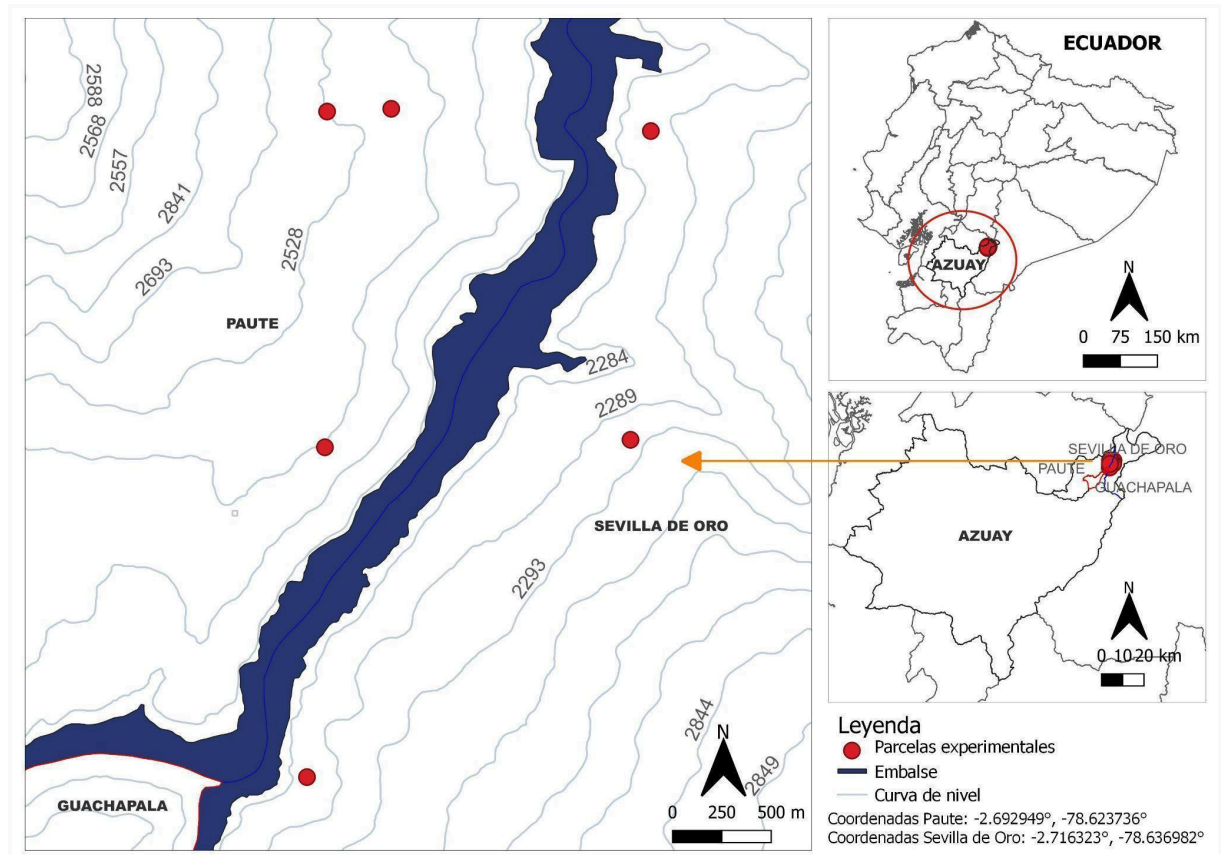 2588
2568
2557
2841
2693
2528
PAUTE
2284
2289
SEVILLA DE ORO
2293
2844
2849
GUACHAPALA
N
0 250 500 m
ECUADOR
AZUAY
N
0 75 150 km
SEVILLA DE ORO
PAUTE
GUACHAPALA
AZUAY
N
0 10 20 km
Leyenda
Parcelas experimentales
Embalse
Curva de nivel
Coordenadas Paute: -2.692949°, -78.623736°
Coordenadas Sevilla de Oro: -2.716323°, -78.636982°